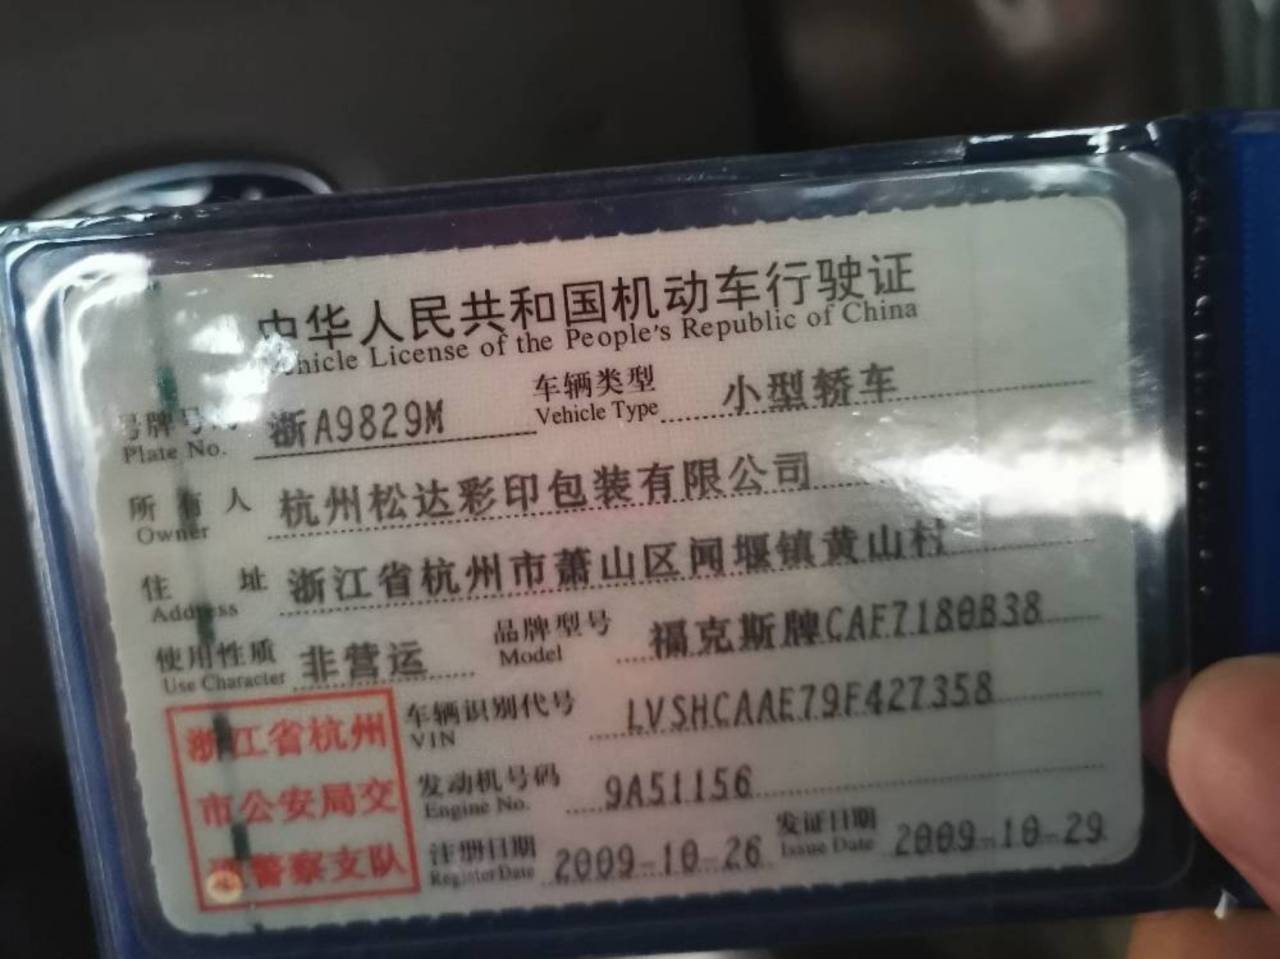 中华人民共和国机动车行驶证
Vehicle License of the People's Republic of China
号牌号码 浙A9829M 车辆类型 小型轿车
Plate No. Vehicle Type
所有人 杭州松达彩印包装有限公司
Owner
住址 浙江省杭州市萧山区闻堰镇黄山村
Address
使用性质 非营运 品牌型号 福克斯牌CAF7180B38
Use Character Model
车辆识别代号 LVSHCAAE79F427358
VIN
发动机号码 9A51156
Engine No.
注册日期 2009-10-26 发证日期 2009-10-29
Register Date Issue Date
浙江省杭州
市公安局交
通警察支队